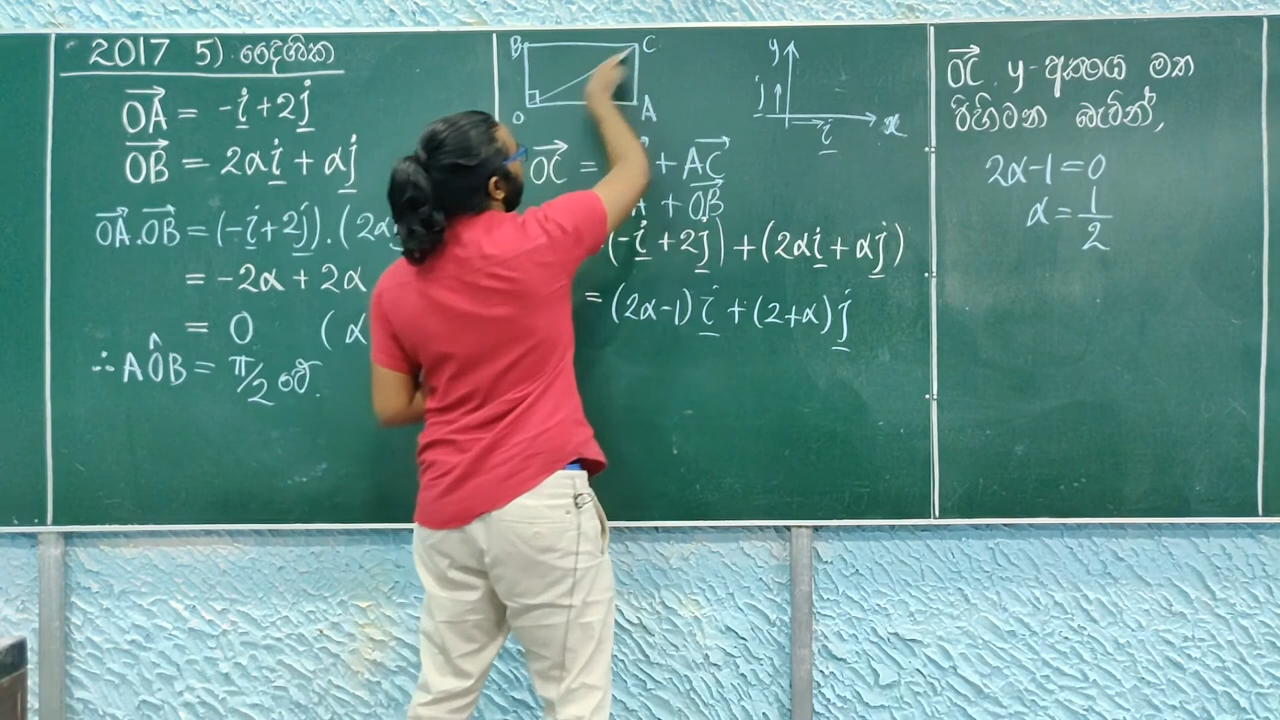 2017 5) දෛශික
OA = -i + 2j
OB = 2αi + αj
OA.OB = (-i+2j).(2α
= -2α + 2α
= 0 (α
∴ AÔB = π/2 වේ.
B C
O A
y
j
i x
OC = + AC
+ OB
(-i + 2j) + (2αi + αj)
= (2α-1)i + (2+α)j
OC y-අක්ෂය මත
පිහිටන බැවින්,
2α-1 = 0
α = 1/2